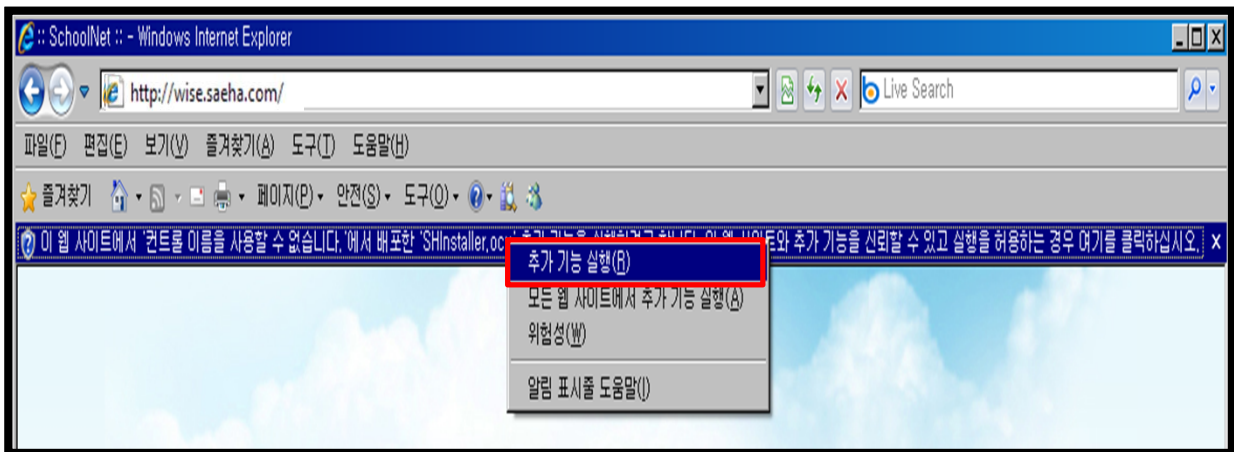 :: SchoolNet :: - Windows Internet Explorer
http://wise.saeha.com/
Live Search
파일(F) 편집(E) 보기(V) 즐겨찾기(A) 도구(T) 도움말(H)
즐겨찾기 페이지(P) 안전(S) 도구(O)
이 웹 사이트에서 '컨트롤 이름을 사용할 수 없습니다.'에서 배포한 'SHInstaller,oc 와 추가 기능을 신뢰할 수 있고 실행을 허용하는 경우 여기를 클릭하십시오.
추가 기능 실행(R)
모든 웹 사이트에서 추가 기능 실행(A)
위험성(W)
알림 표시줄 도움말(I)